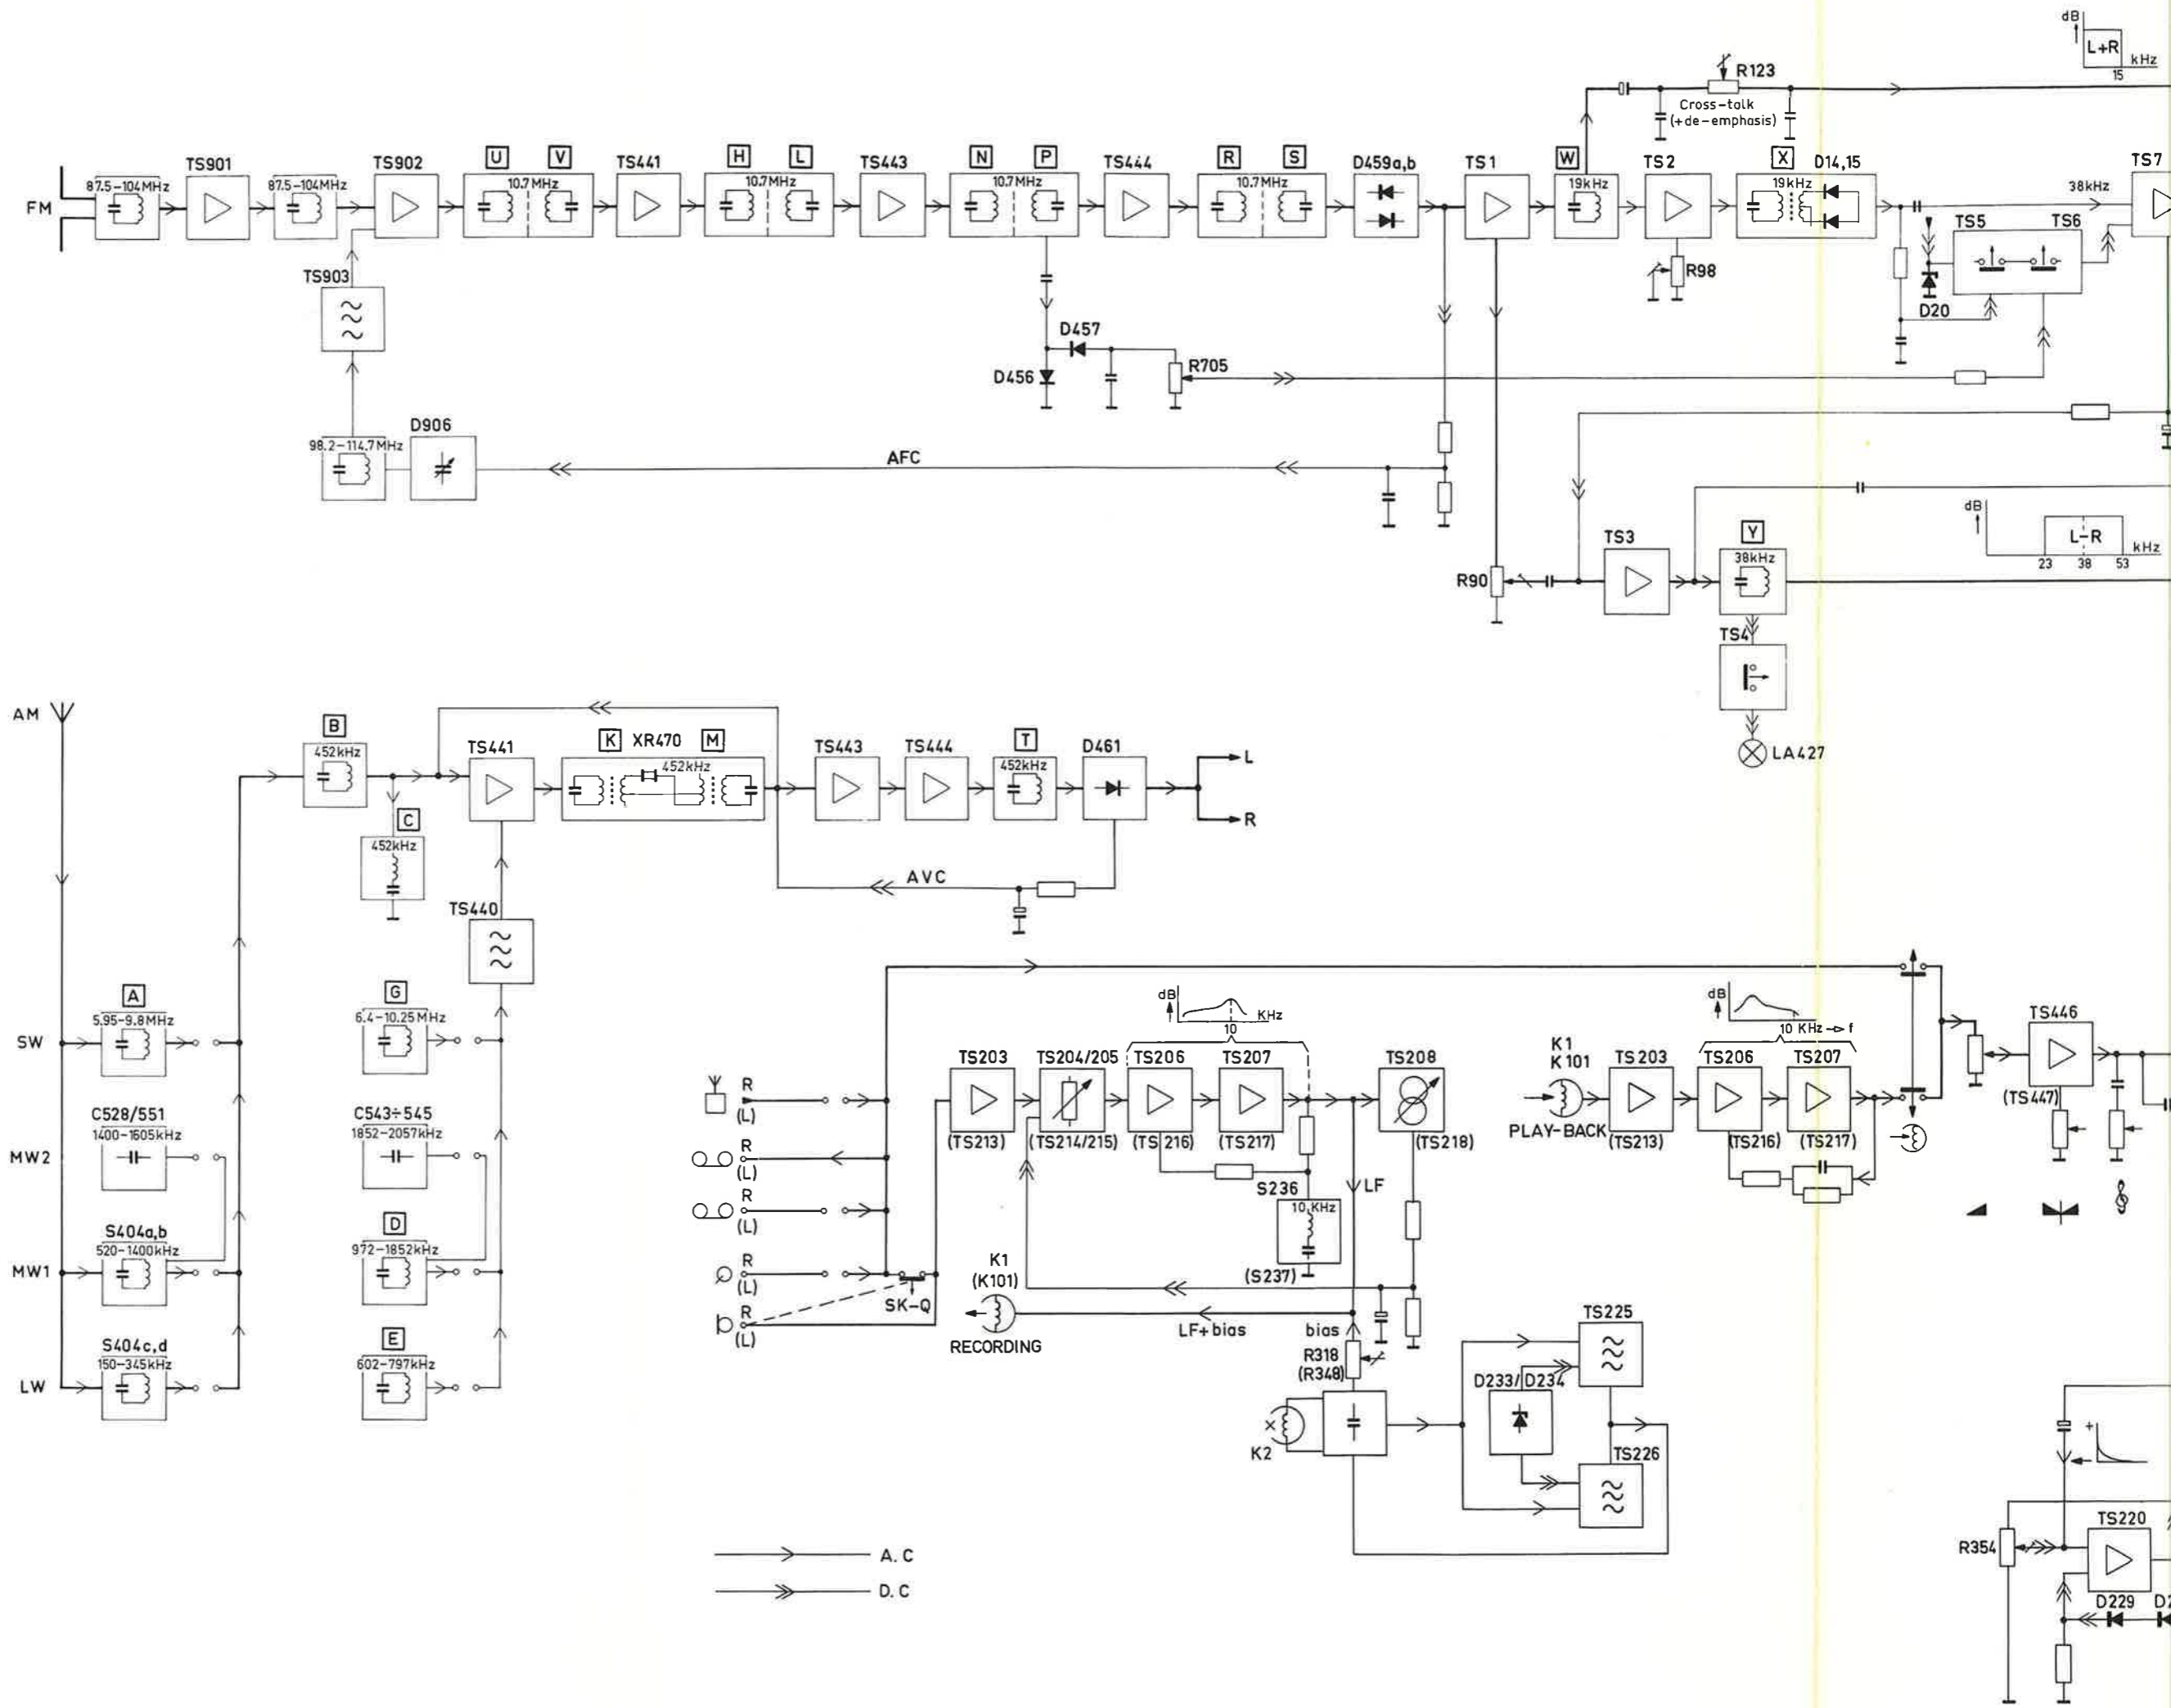 dB
L+R
kHz
15
R123
Cross-talk
(+de-emphasis)
FM
87.5-104MHz
TS901
87.5-104MHz
TS902
U V
10.7MHz
TS441
H L
10.7MHz
TS443
N P
10.7MHz
TS444
R S
10.7MHz
D459a,b
TS1
W
19kHz
TS2
X D14,15
19kHz
38kHz
TS7
TS5 TS6
R98
D20
TS903
D457
D456
R705
98.2-114.7MHz
D906
AFC
dB
L-R
kHz
23 38 53
R90
TS3
Y
38kHz
TS4
LA427
AM
B
452kHz
C
452kHz
TS441
K XR470 M
452kHz
TS443
TS444
T
452kHz
D461
L
R
AVC
TS440
A
5.95-9.8MHz
SW
G
6.4-10.25MHz
C528/551
1400-1605kHz
MW2
C543÷545
1852-2057kHz
S404a,b
520-1400kHz
MW1
D
972-1852kHz
S404c,d
150-345kHz
LW
E
602-797kHz
R
(L)
R
(L)
R
(L)
R
(L)
R
(L)
SK-Q
TS203
(TS213)
TS204/205
(TS214/215)
dB
KHz
10
TS206
(TS216)
TS207
(TS217)
TS208
(TS218)
S236
10 KHz
(S237)
LF
K1
(K101)
RECORDING
LF+bias
bias
R318
(R348)
K2
D233/D234
TS225
TS226
K1
K101
PLAY-BACK
TS203
(TS213)
dB
10 KHz f
TS206
(TS216)
TS207
(TS217)
TS446
(TS447)
A.C
D.C
+
R354
TS220
D229